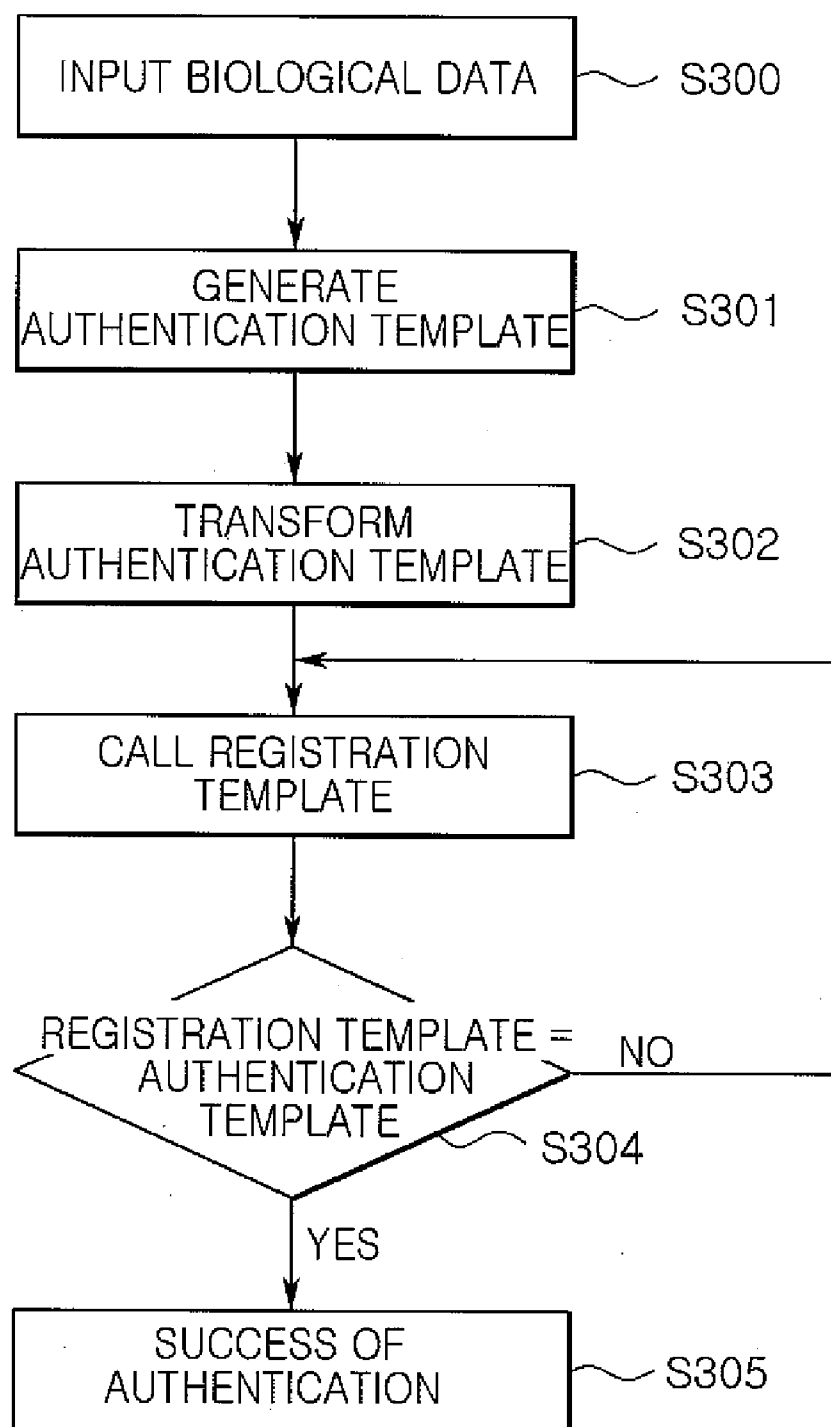 INPUT BIOLOGICAL DATA
S300
GENERATE
AUTHENTICATION TEMPLATE
S301
TRANSFORM
AUTHENTICATION TEMPLATE
S302
CALL REGISTRATION
TEMPLATE
S303
REGISTRATION TEMPLATE =
AUTHENTICATION
TEMPLATE
NO
S304
YES
SUCCESS OF
AUTHENTICATION
S305